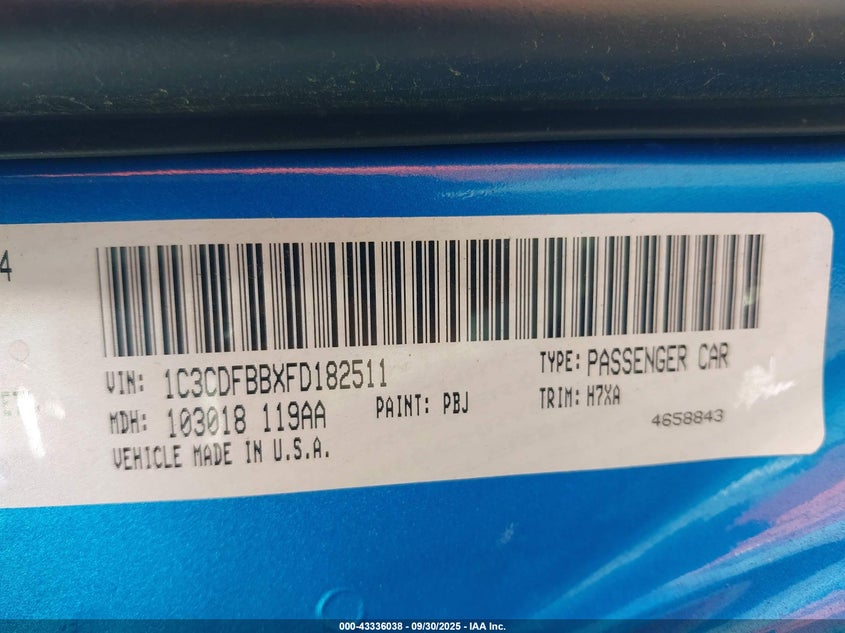 4
VIN: 1C3CDFBBXFD182511
TYPE: PASSENGER CAR
MDH: 103018 119AA
PAINT: PBJ
TRIM: H7XA
4658843
VEHICLE MADE IN U.S.A.
000-43336038 - 09/30/2025 - IAA Inc.